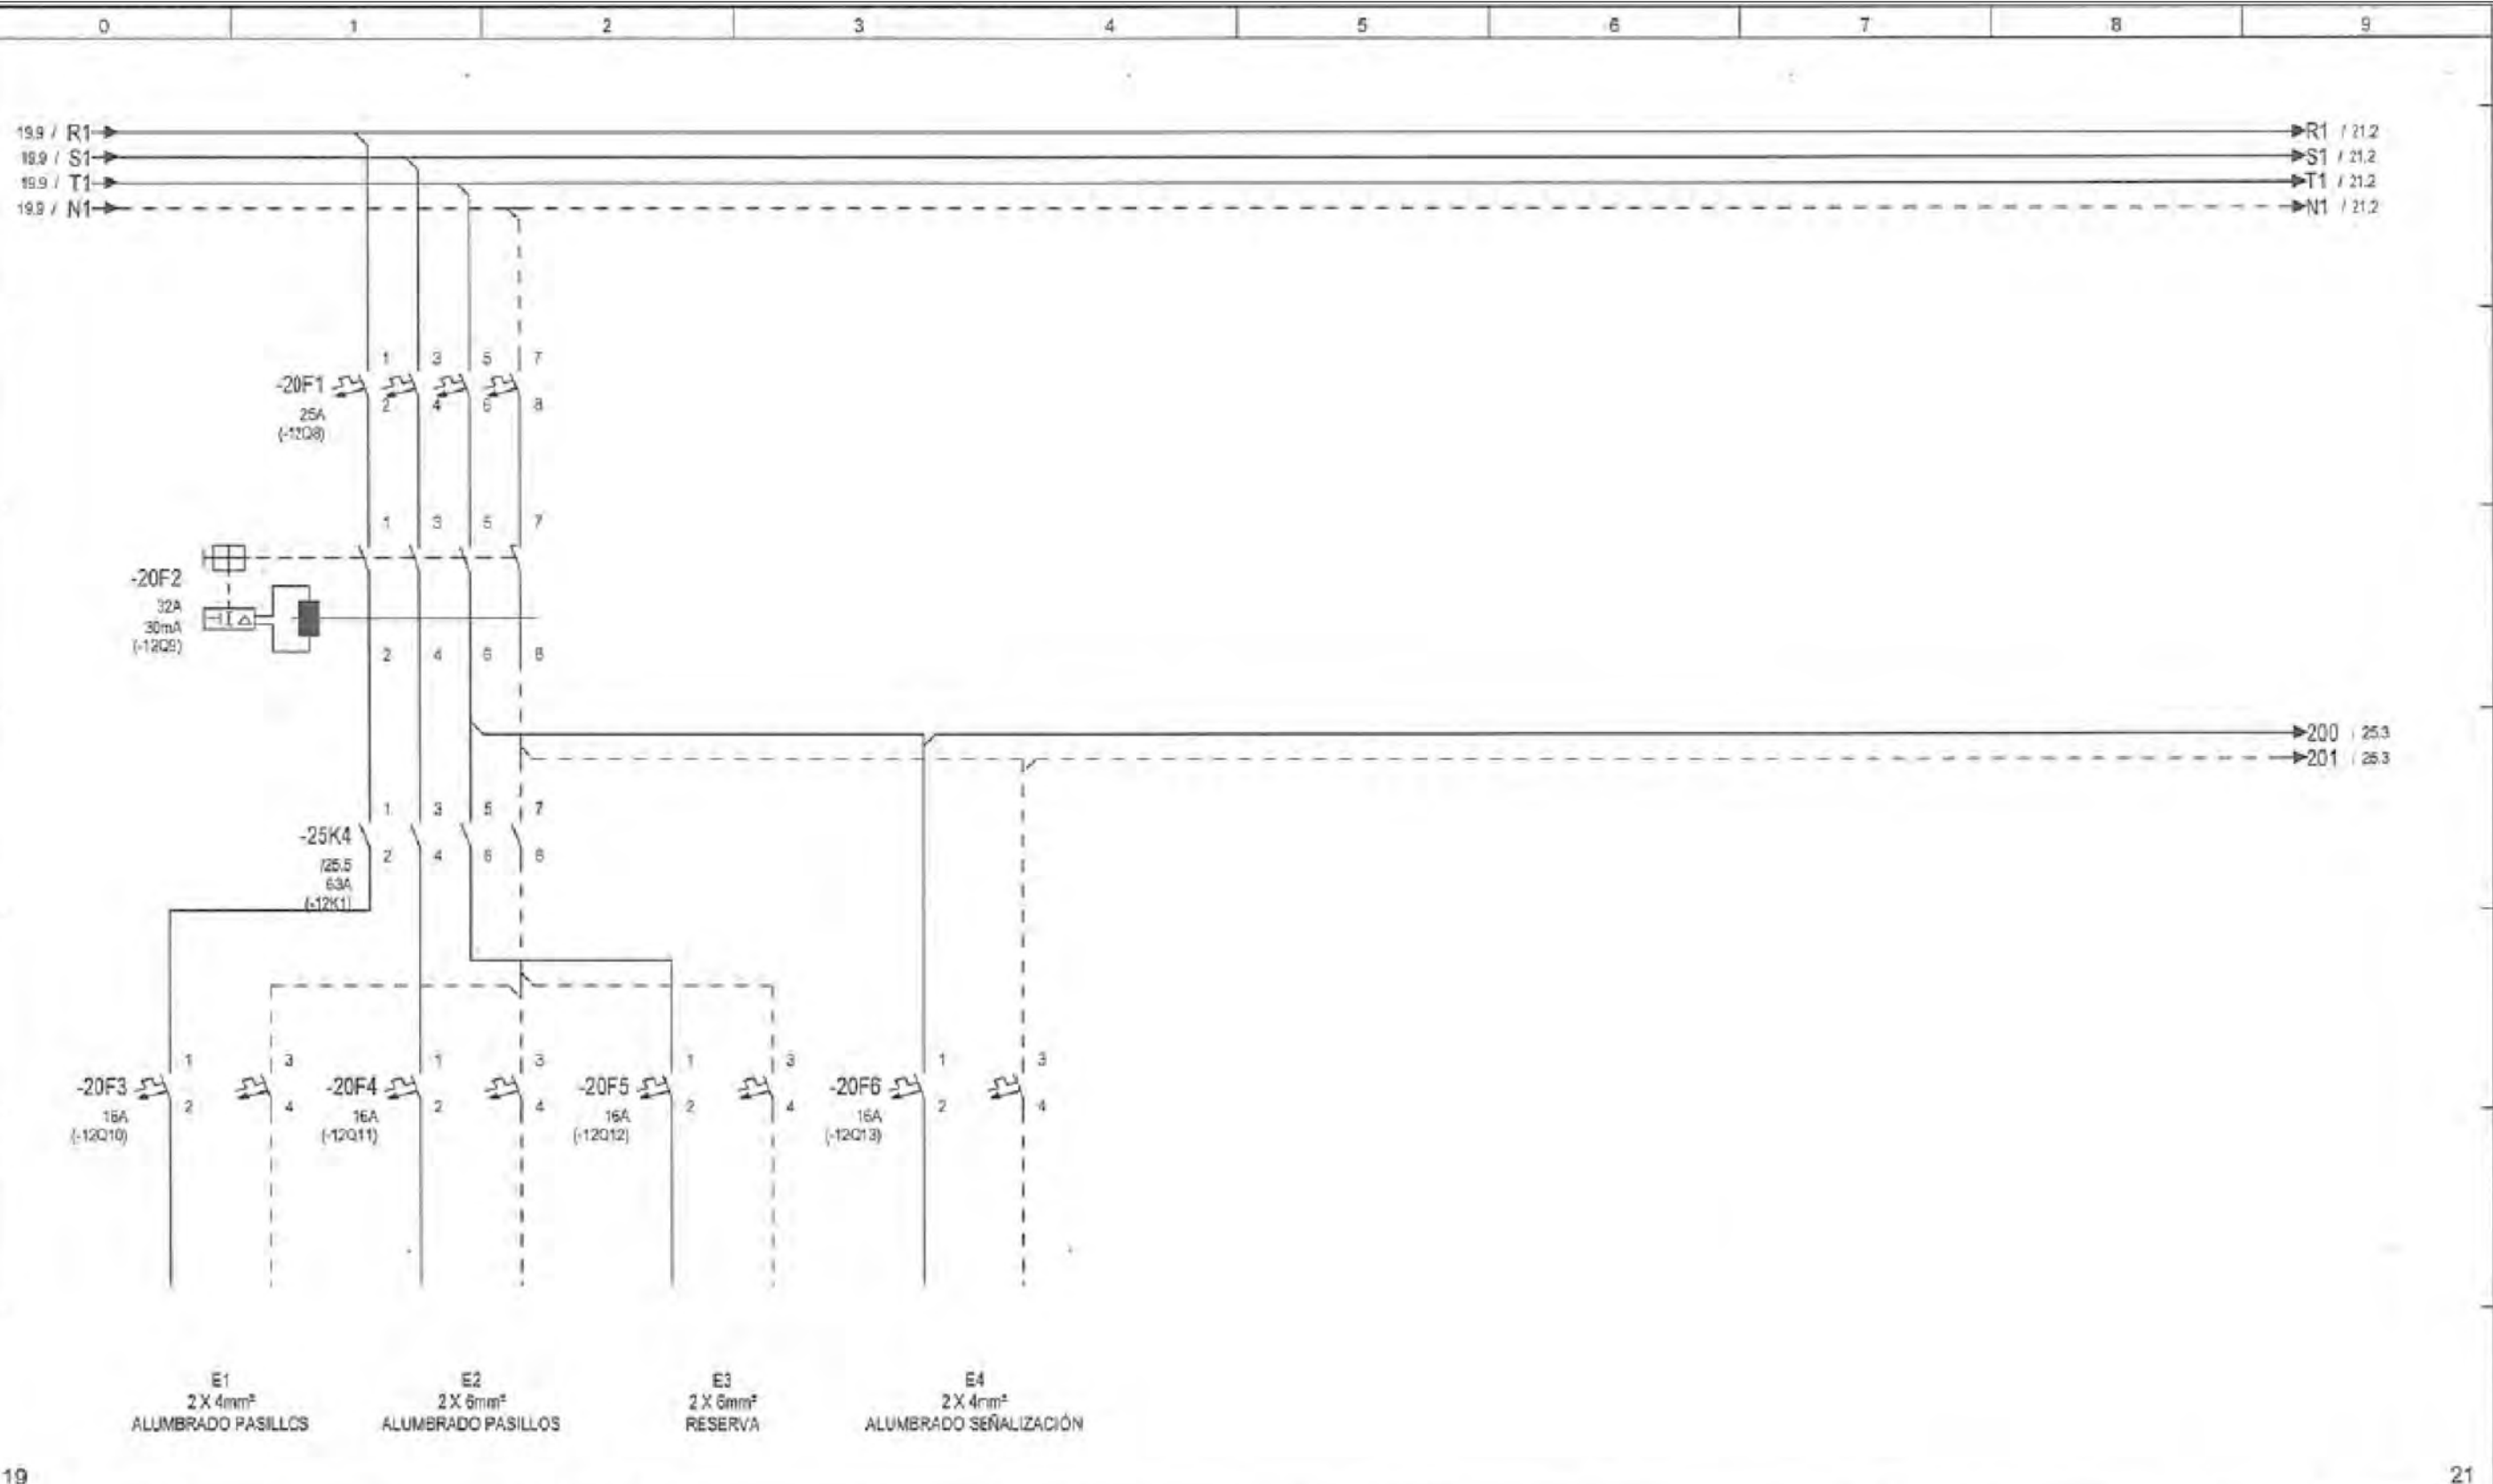 0 1 2 3 4 5 6 7 8 9
19.9 / R1 R1 / 21.2
19.9 / S1 S1 / 21.2
19.9 / T1 T1 / 21.2
19.9 / N1 N1 / 21.2
1 3 5 7
-20F1
2 4 6 8
25A
(-12Q8)
1 3 5 7
-20F2
32A
30mA
(-12Q9)
2 4 6 8
200 / 25.3
201 / 25.3
1 3 5 7
-25K4
2 4 6 8
/25.5
63A
(-12K1)
1 3 1 3 1 3 1 3
-20F3 -20F4 -20F5 -20F6
2 4 2 4 2 4 2 4
16A 16A 16A 16A
(-12Q10) (-12Q11) (-12Q12) (-12Q13)
E1 E2 E3 E4
2 X 4mm² 2 X 6mm² 2 X 6mm² 2 X 4mm²
ALUMBRADO PASILLOS ALUMBRADO PASILLOS RESERVA ALUMBRADO SEÑALIZACIÓN
19 21